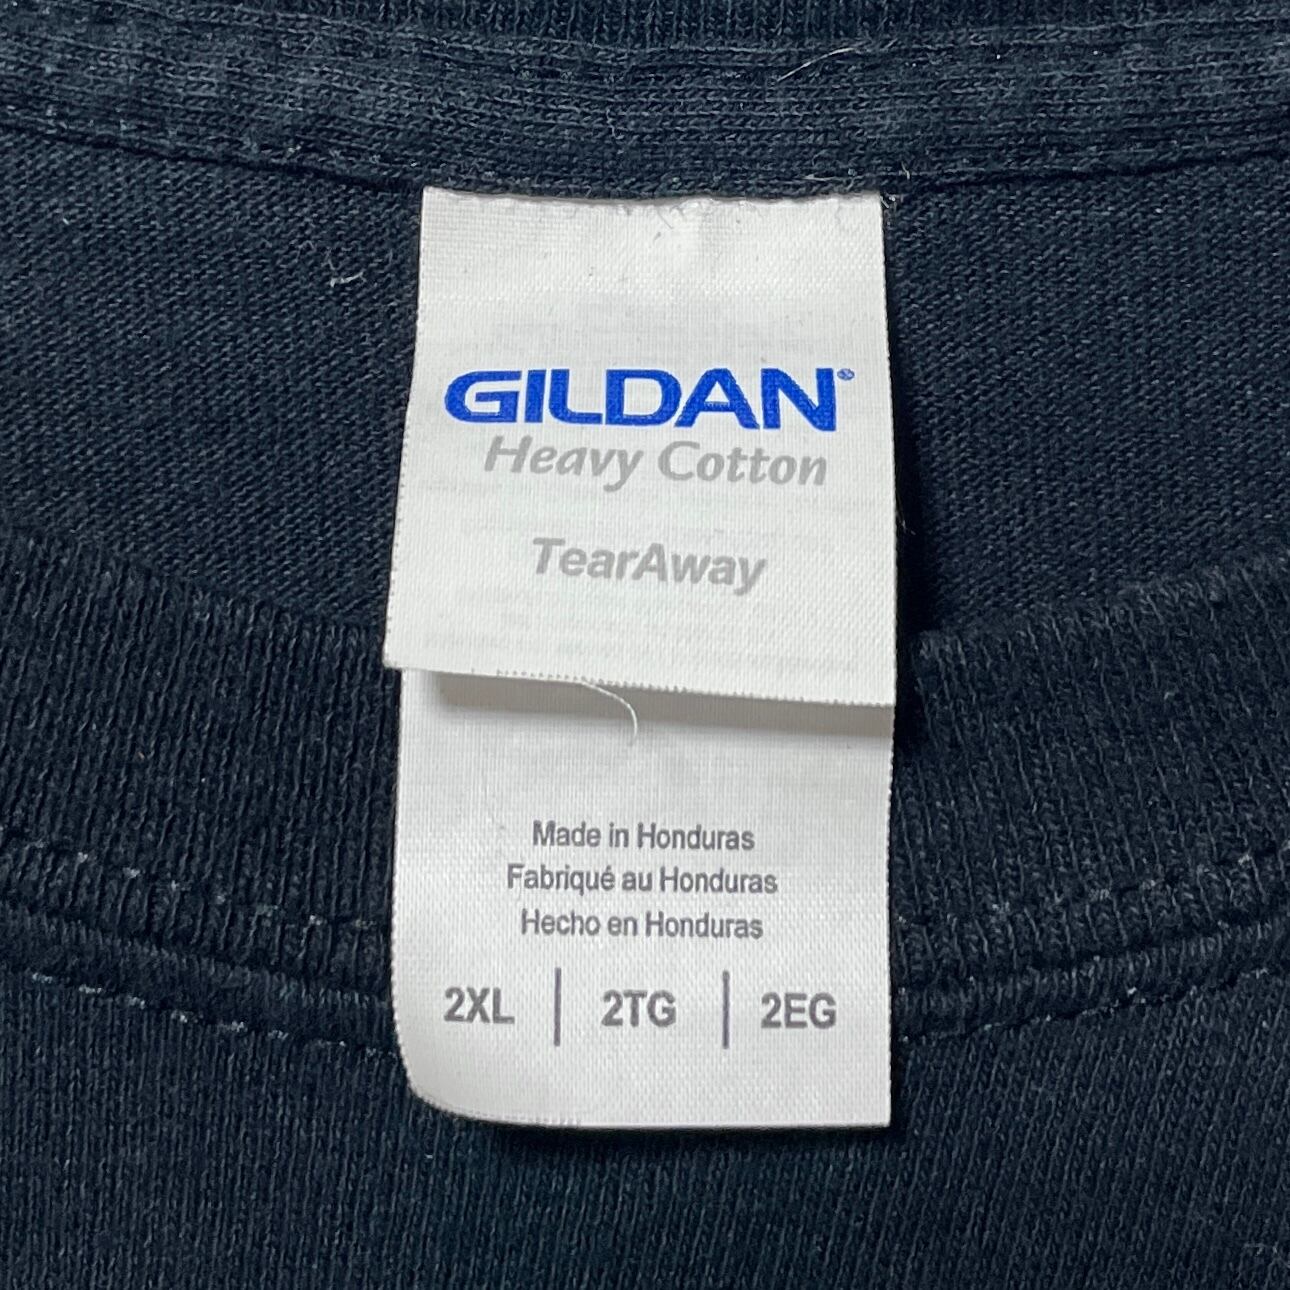 GILDAN®
Heavy Cotton
TearAway
Made in Honduras
Fabriqué au Honduras
Hecho en Honduras
2XL | 2TG | 2EG